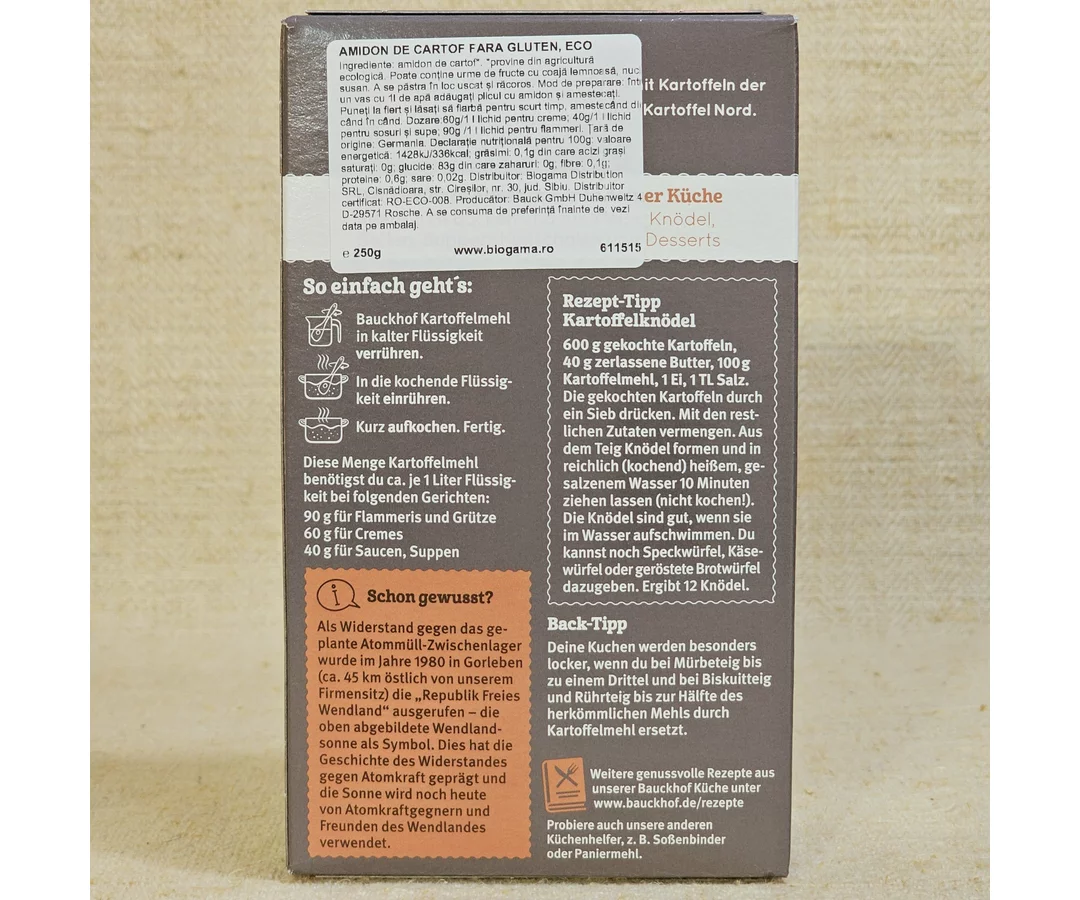 AMIDON DE CARTOF FARA GLUTEN, ECO
Ingrediente: amidon de cartof*. *provine din agricultură
ecologică. Poate conține urme de fructe cu coajă lemnoasă, nuci
susan. A se păstra în loc uscat și răcoros. Mod de preparare: într
un vas cu 1l de apă adăugați plicul cu amidon și amestecați.
Puneți la fiert și lăsați să fiarbă pentru scurt timp, amestecând din
când în când. Dozare:60g/1 l lichid pentru creme; 40g/1 l lichid
pentru sosuri și supe; 90g /1 l lichid pentru flammeri. Țară de
origine: Germania. Declarație nutrițională pentru 100g: valoare
energetică: 1428kJ/336kcal; grăsimi: 0,1g din care acizi grași
saturați: 0g; glucide: 83g din care zaharuri: 0g; fibre: 0,1g;
proteine: 0,6g; sare: 0,02g. Distribuitor: Biogama Distribution
SRL, Cisnădioara, str. Cireșilor, nr. 30, jud. Sibiu. Distribuitor
certificat: RO-ECO-008. Producător: Bauck GmbH Duhenweitz 4
D-29571 Rosche. A se consuma de preferință înainte de vezi
data pe ambalaj.
e 250g www.biogama.ro 611515
it Kartoffeln der
Kartoffel Nord.
er Küche
Knödel,
Desserts
So einfach geht´s:
Bauckhof Kartoffelmehl
in kalter Flüssigkeit
verrühren.
In die kochende Flüssig-
keit einrühren.
Kurz aufkochen. Fertig.
Diese Menge Kartoffelmehl
benötigst du ca. je 1 Liter Flüssig-
keit bei folgenden Gerichten:
90 g für Flammeris und Grütze
60 g für Cremes
40 g für Saucen, Suppen
i Schon gewusst?
Als Widerstand gegen das ge-
plante Atommüll-Zwischenlager
wurde im Jahre 1980 in Gorleben
(ca. 45 km östlich von unserem
Firmensitz) die „Republik Freies
Wendland“ ausgerufen – die
oben abgebildete Wendland-
sonne als Symbol. Dies hat die
Geschichte des Widerstandes
gegen Atomkraft geprägt und
die Sonne wird noch heute
von Atomkraftgegnern und
Freunden des Wendlandes
verwendet.
Rezept-Tipp
Kartoffelknödel
600 g gekochte Kartoffeln,
40 g zerlassene Butter, 100 g
Kartoffelmehl, 1 Ei, 1 TL Salz.
Die gekochten Kartoffeln durch
ein Sieb drücken. Mit den rest-
lichen Zutaten vermengen. Aus
dem Teig Knödel formen und in
reichlich (kochend) heißem, ge-
salzenem Wasser 10 Minuten
ziehen lassen (nicht kochen!).
Die Knödel sind gut, wenn sie
im Wasser aufschwimmen. Du
kannst noch Speckwürfel, Käse-
würfel oder geröstete Brotwürfel
dazugeben. Ergibt 12 Knödel.
Back-Tipp
Deine Kuchen werden besonders
locker, wenn du bei Mürbeteig bis
zu einem Drittel und bei Biskuitteig
und Rührteig bis zur Hälfte des
herkömmlichen Mehls durch
Kartoffelmehl ersetzt.
Weitere genussvolle Rezepte aus
unserer Bauckhof Küche unter
www.bauckhof.de/rezepte
Probiere auch unsere anderen
Küchenhelfer, z. B. Soßenbinder
oder Paniermehl.